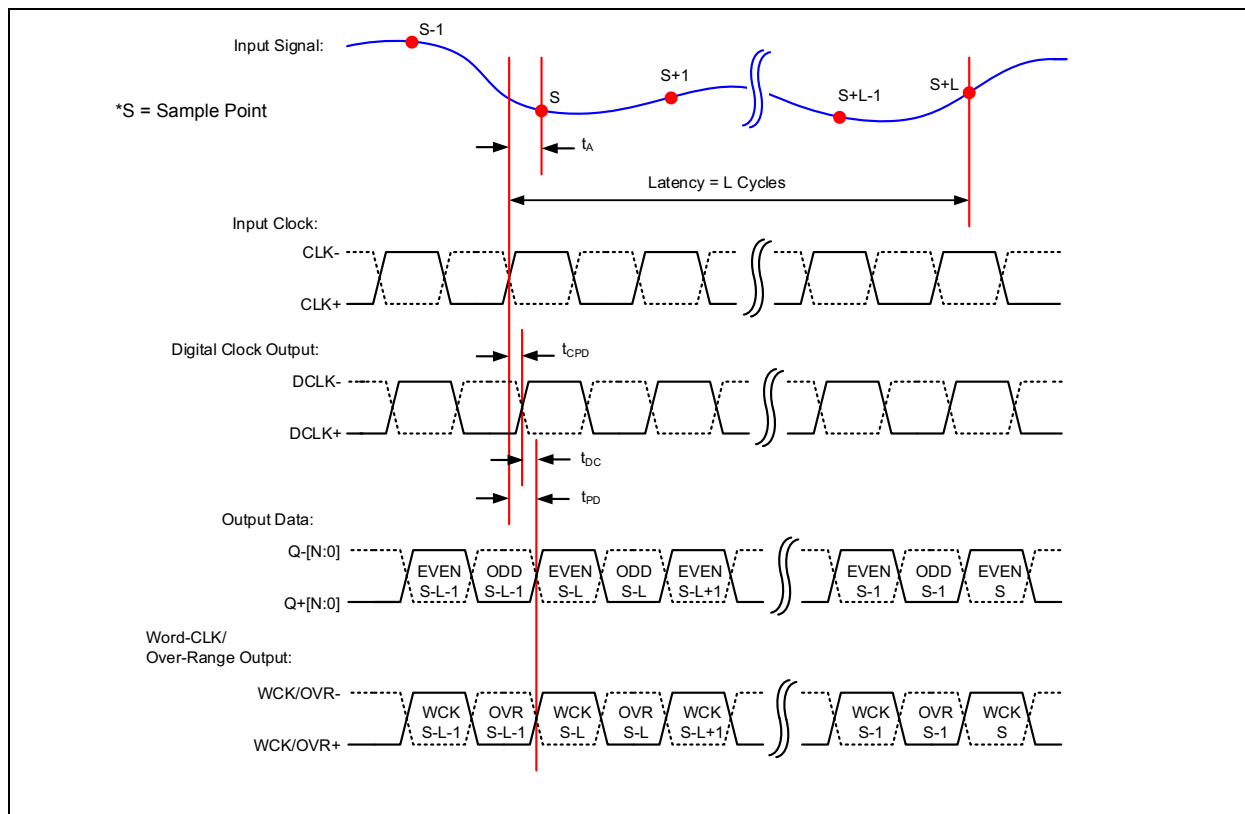 Input Signal:
S-1
S
S+1
S+L-1
S+L
*S = Sample Point
tA
Latency = L Cycles
Input Clock:
CLK-
CLK+
Digital Clock Output:
tCPD
DCLK-
DCLK+
tDC
tPD
Output Data:
Q-[N:0]
Q+[N:0]
EVEN
S-L-1
ODD
S-L-1
EVEN
S-L
ODD
S-L
EVEN
S-L+1
EVEN
S-1
ODD
S-1
EVEN
S
Word-CLK/
Over-Range Output:
WCK/OVR-
WCK/OVR+
WCK
S-L-1
OVR
S-L-1
WCK
S-L
OVR
S-L
WCK
S-L+1
WCK
S-1
OVR
S-1
WCK
S